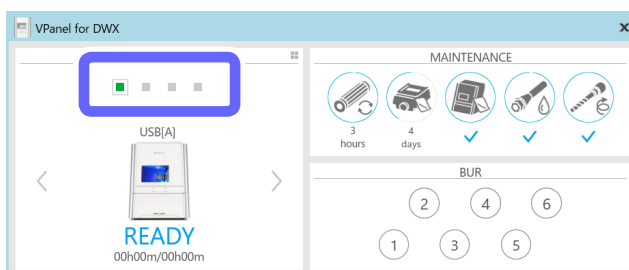 VPanel for DWX
USB[A]
READY
00h00m/00h00m
MAINTENANCE
3
hours
4
days
BUR
2
4
6
1
3
5